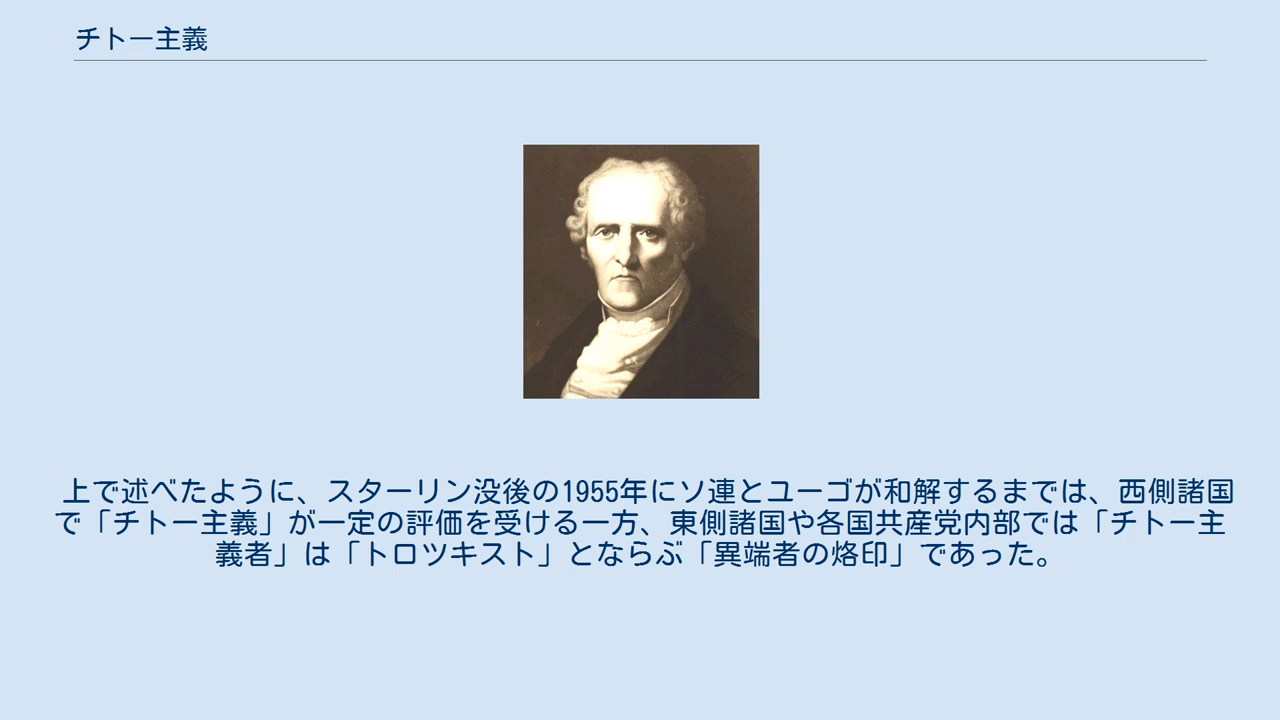 チトー主義
上で述べたように、スターリン没後の1955年にソ連とユーゴが和解するまでは、西側諸国
で「チトー主義」が一定の評価を受ける一方、東側諸国や各国共産党内部では「チトー主
義者」は「トロツキスト」とならぶ「異端者の烙印」であった。